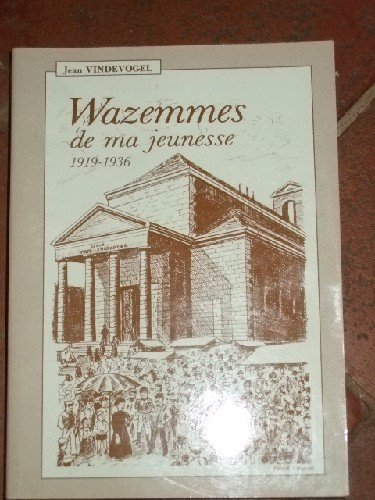 Jean VINDEVOGEL
Wazemmes
de ma jeunesse
1919-1936